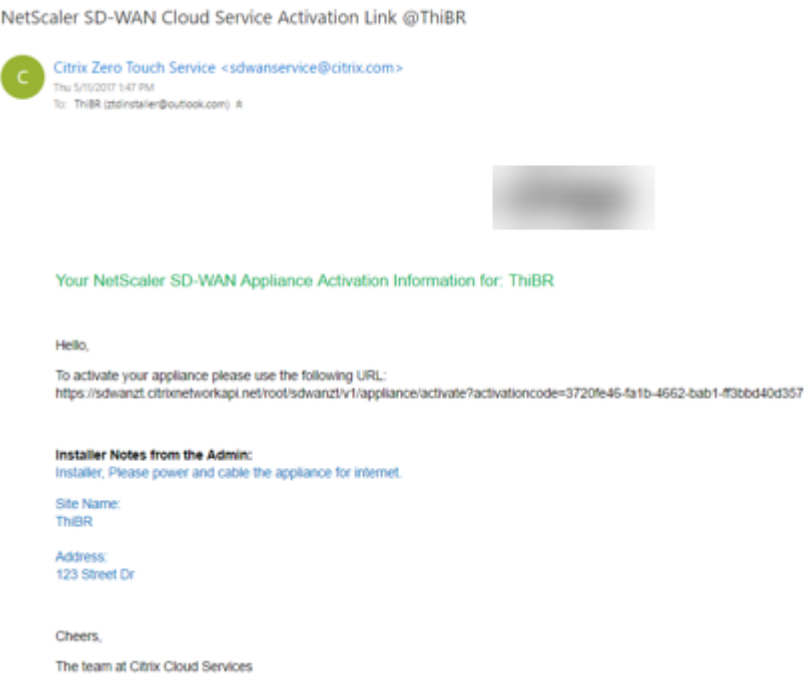 NetScaler SD-WAN Cloud Service Activation Link @ThiBR
C
Citrix Zero Touch Service <sdwanservice@citrix.com>
Thu 5/11/2017 1:47 PM
To: ThiBR (ztdinstaller@outlook.com)
Your NetScaler SD-WAN Appliance Activation Information for: ThiBR
Hello,
To activate your appliance please use the following URL:
https://sdwanzt.citrixnetworkapi.net/root/sdwanzt/v1/appliance/activate?activationcode=3720fe46-fa1b-4662-bab1-ff3bbd40d357
Installer Notes from the Admin:
Installer, Please power and cable the appliance for internet.
Site Name:
ThiBR
Address:
123 Street Dr
Cheers,
The team at Citrix Cloud Services